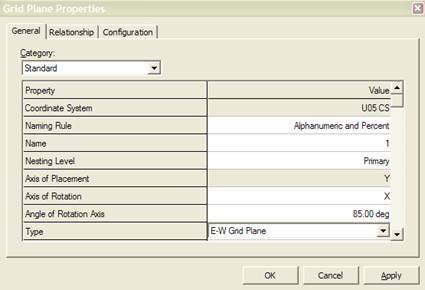 Grid Plane Properties
General Relationship Configuration
Category:
Standard
Property Value
Coordinate System U05 CS
Naming Rule Alphanumeric and Percent
Name 1
Nesting Level Primary
Axis of Placement Y
Axis of Rotation X
Angle of Rotation Axis 85.00 deg
Type E-W Grid Plane
OK Cancel Apply